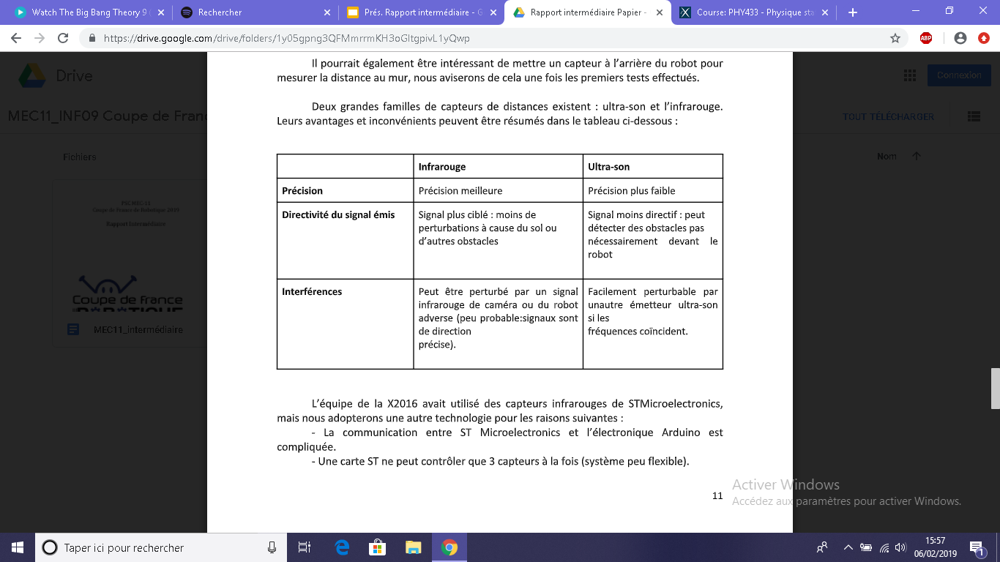 Watch The Big Bang Theory 9
Rechercher
Prés. Rapport intermédiaire - G
Rapport intermédiaire Papier -
Course: PHY433 - Physique sta
https://drive.google.com/drive/folders/1y05gpng3QFMmrrmKH3oGltgpivL1yQwp
ABP
Drive
Connexion
MEC11_INF09 Coupe de Franc
TOUT TÉLÉCHARGER
Fichiers
Nom
PSC MEC-11
Coupe de France de Robotique 2019
Rapport Intermédiaire
Coupe de France
ROBOTIQUE
MEC11_intermédiaire
Il pourrait également être intéressant de mettre un capteur à l’arrière du robot pour
mesurer la distance au mur, nous aviserons de cela une fois les premiers tests effectués.
Deux grandes familles de capteurs de distances existent : ultra-son et l’infrarouge.
Leurs avantages et inconvénients peuvent être résumés dans le tableau ci-dessous :
Infrarouge
Ultra-son
Précision
Précision meilleure
Précision plus faible
Directivité du signal émis
Signal plus ciblé : moins de
perturbations à cause du sol ou
d’autres obstacles
Signal moins directif : peut
détecter des obstacles pas
nécessairement devant le
robot
Interférences
Peut être perturbé par un signal
infrarouge de caméra ou du robot
adverse (peu probable:signaux sont
de direction
précise).
Facilement perturbable par
unautre émetteur ultra-son
si les
fréquences coïncident.
L’équipe de la X2016 avait utilisé des capteurs infrarouges de STMicroelectronics,
mais nous adopterons une autre technologie pour les raisons suivantes :
- La communication entre ST Microelectronics et l’électronique Arduino est
compliquée.
- Une carte ST ne peut contrôler que 3 capteurs à la fois (système peu flexible).
11
Activer Windows
Accédez aux paramètres pour activer Windows.
Taper ici pour rechercher
15:57
06/02/2019
1